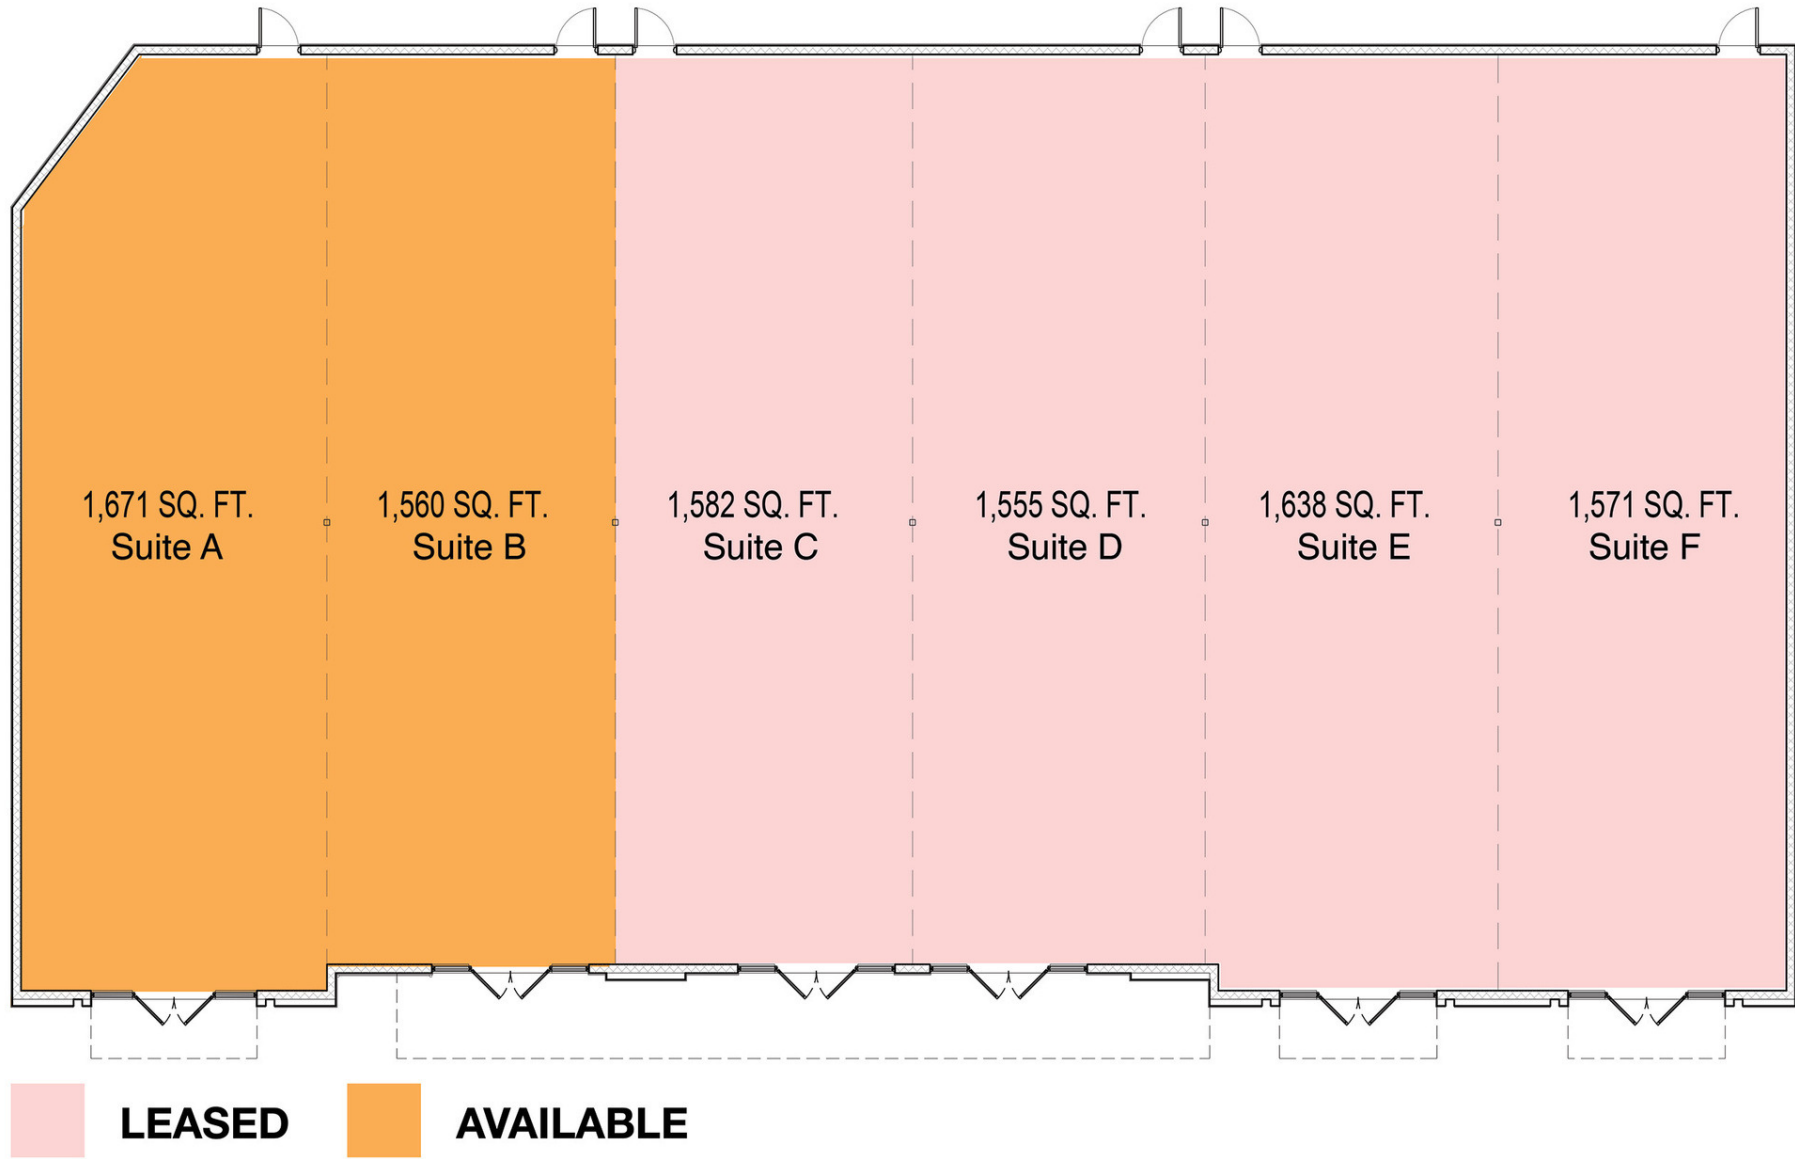 1,671 SQ. FT.
Suite A
1,560 SQ. FT.
Suite B
1,582 SQ. FT.
Suite C
1,555 SQ. FT.
Suite D
1,638 SQ. FT.
Suite E
1,571 SQ. FT.
Suite F
LEASED
AVAILABLE